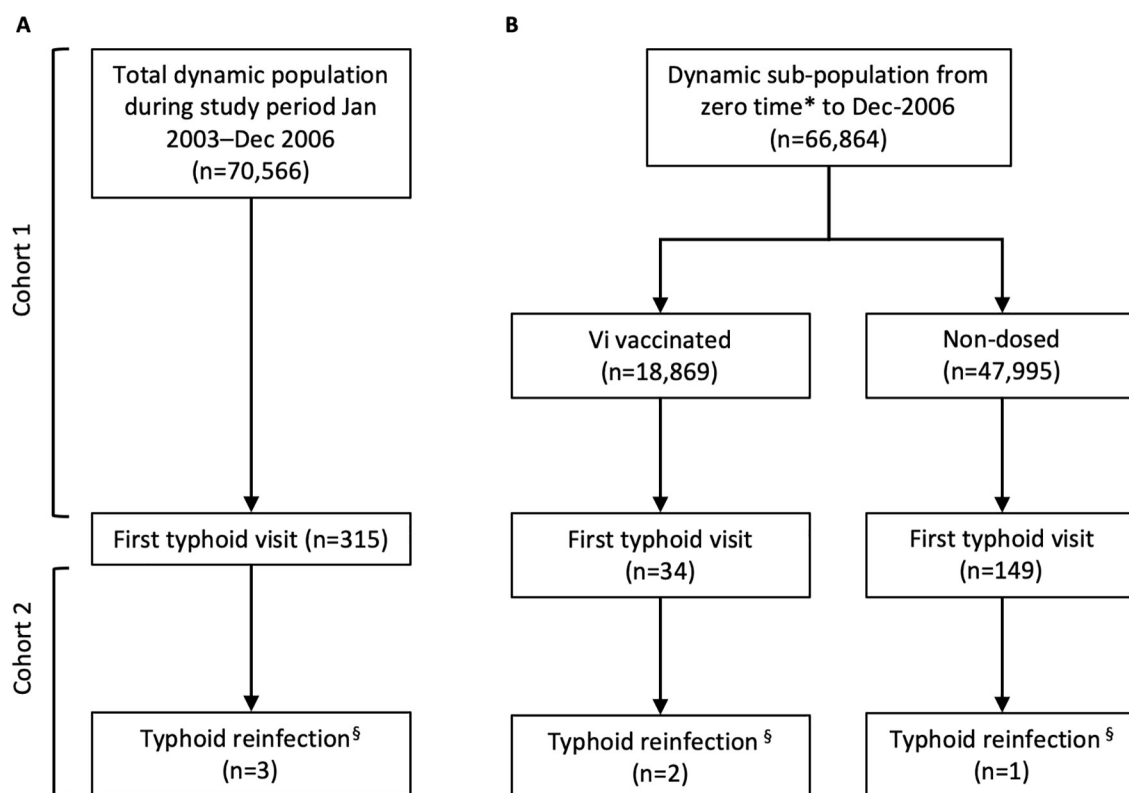 A
B
Cohort 1
Total dynamic population
during study period Jan
2003–Dec 2006
(n=70,566)
Dynamic sub-population from
zero time* to Dec-2006
(n=66,864)
Vi vaccinated
(n=18,869)
Non-dosed
(n=47,995)
First typhoid visit (n=315)
First typhoid visit
(n=34)
First typhoid visit
(n=149)
Cohort 2
Typhoid reinfection§
(n=3)
Typhoid reinfection §
(n=2)
Typhoid reinfection §
(n=1)